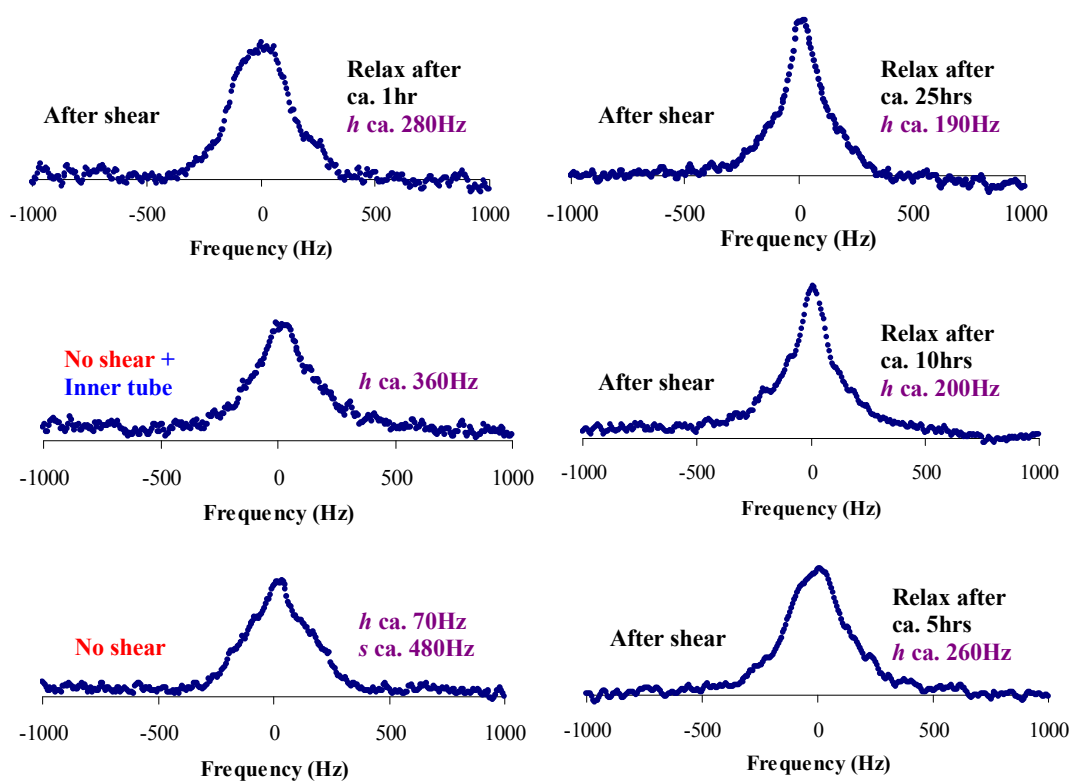 After shear
Relax after
ca. 1hr
h ca. 280Hz
-1000 -500 0 500 1000
Frequency (Hz)
After shear
Relax after
ca. 25hrs
h ca. 190Hz
-1000 -500 0 500 1000
Frequency (Hz)
No shear +
Inner tube
h ca. 360Hz
-1000 -500 0 500 1000
Frequency (Hz)
After shear
Relax after
ca. 10hrs
h ca. 200Hz
-1000 -500 0 500 1000
Frequency (Hz)
No shear
h ca. 70Hz
s ca. 480Hz
-1000 -500 0 500 1000
Frequency (Hz)
After shear
Relax after
ca. 5hrs
h ca. 260Hz
-1000 -500 0 500 1000
Frequency (Hz)